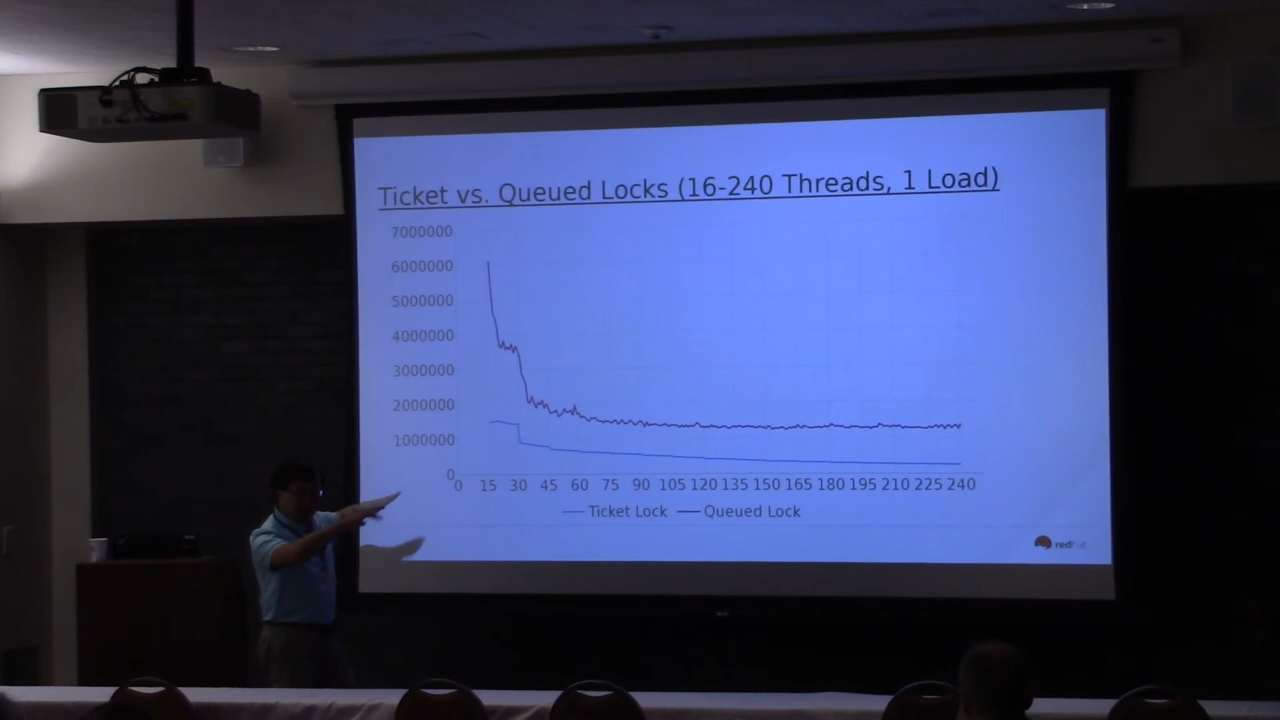 Ticket vs. Queued Locks (16-240 Threads, 1 Load)
7000000
6000000
5000000
4000000
3000000
2000000
1000000
0
0 15 30 45 60 75 90 105 120 135 150 165 180 195 210 225 240
Ticket Lock Queued Lock
redhat